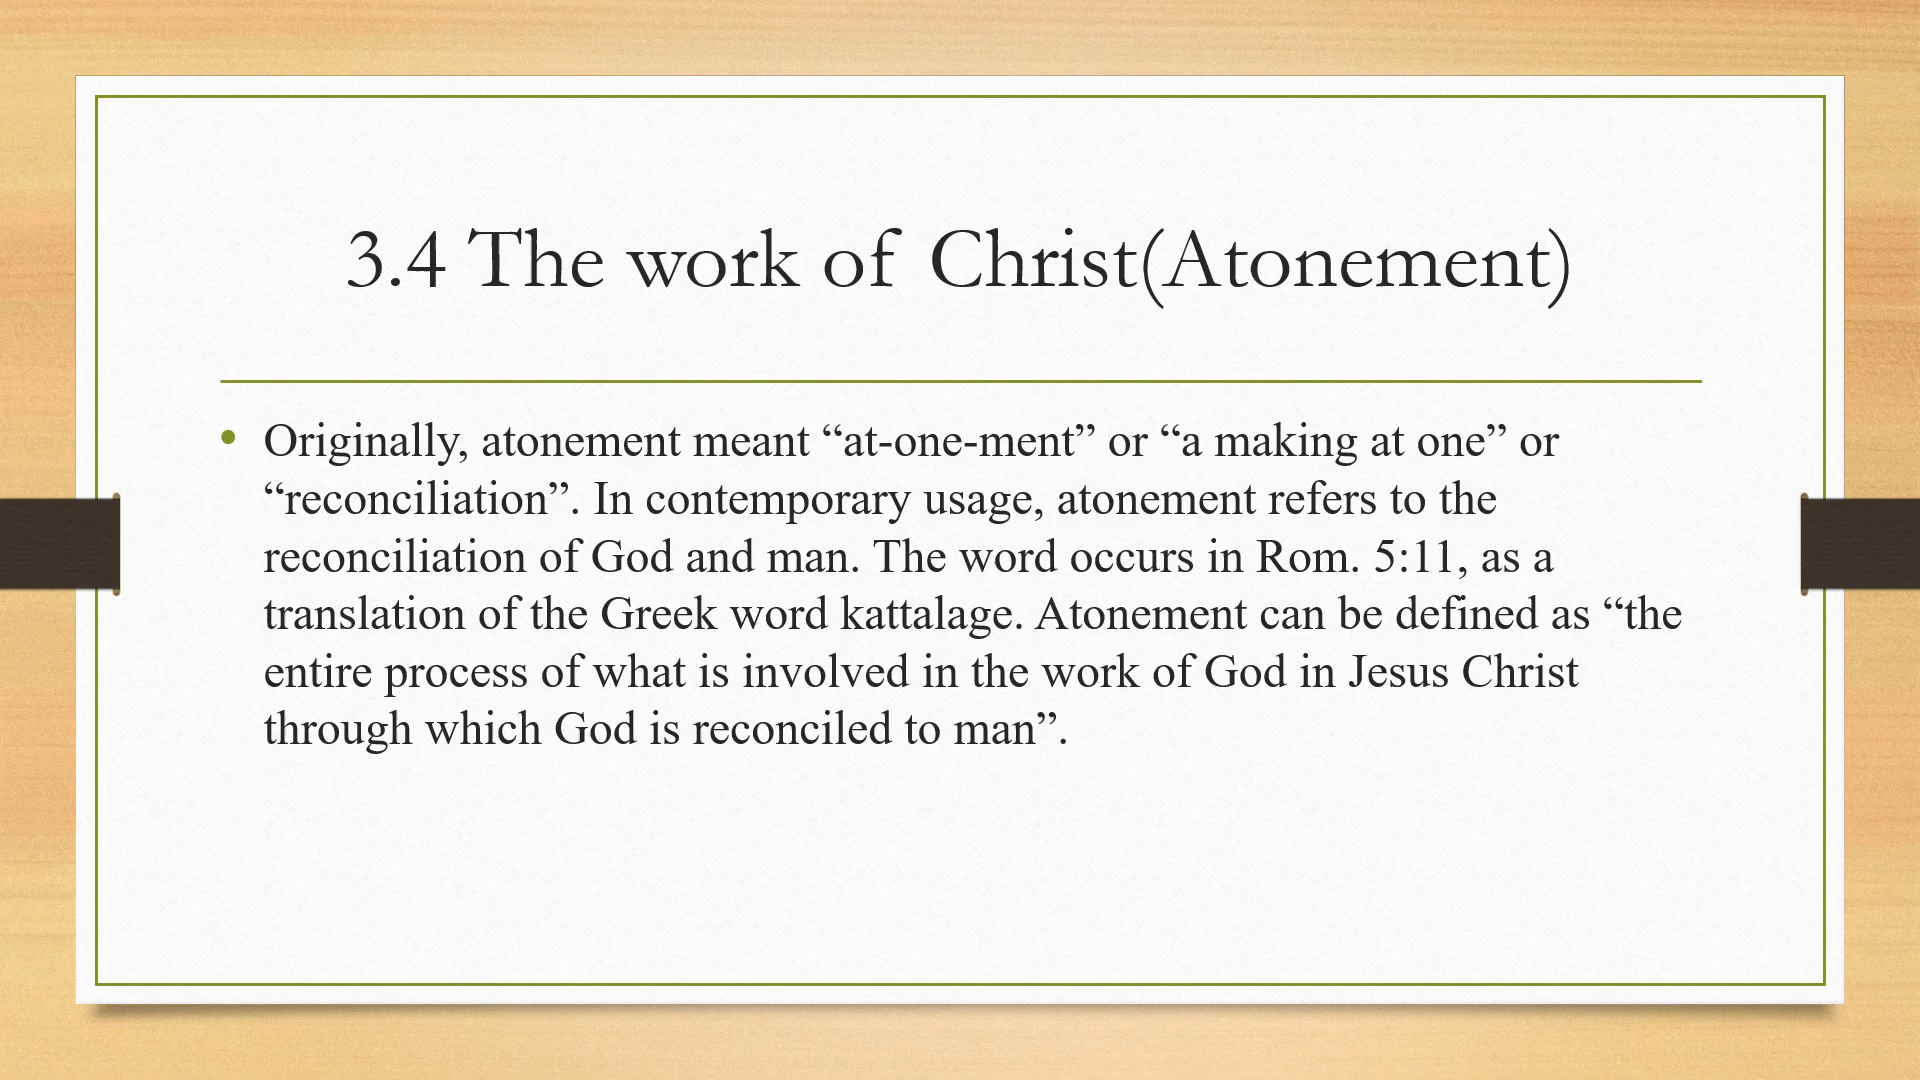 3.4 The work of Christ(Atonement)
• Originally, atonement meant “at-one-ment” or “a making at one” or
“reconciliation”. In contemporary usage, atonement refers to the
reconciliation of God and man. The word occurs in Rom. 5:11, as a
translation of the Greek word kattalage. Atonement can be defined as “the
entire process of what is involved in the work of God in Jesus Christ
through which God is reconciled to man”.